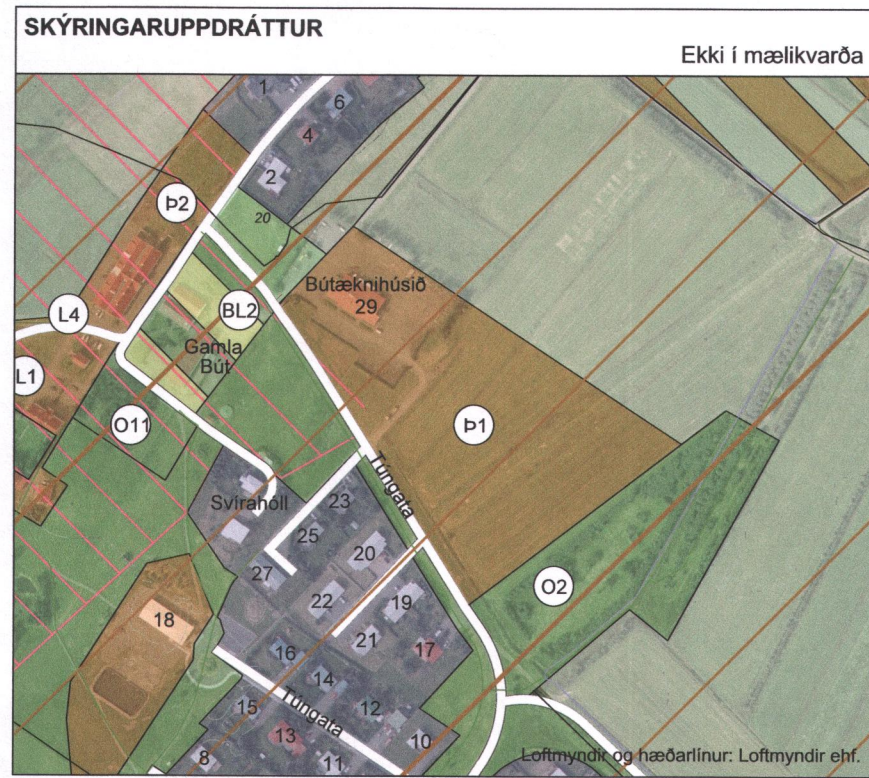 SKÝRINGARUPPDRÁTTUR
Ekki í mælikvarða
1
6
4
2
Þ2
20
Bútæknihúsið
29
L4
BL2
Gamla
Bút
L1
O11
Þ1
Túngata
Svírahóll
23
25
20
27
O2
22
19
18
21
17
16
14
Túngata
15
12
13
10
8
11
Loftmyndir og hæðarlínur: Loftmyndir ehf.